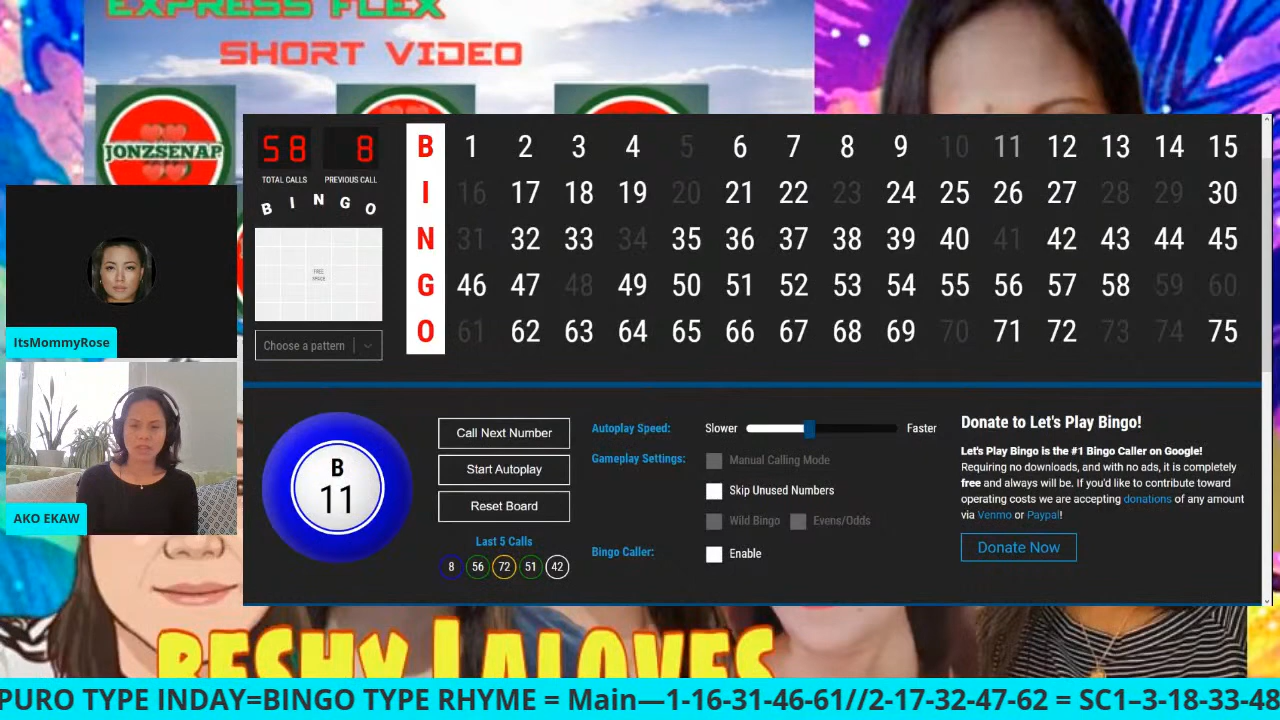 EXPRESS FLEX
SHORT VIDEO
JONZSENAP
58 8
TOTAL CALLS PREVIOUS CALL
B I N G O
FREE
SPACE
Choose a pattern
B 1 2 3 4 5 6 7 8 9 10 11 12 13 14 15
I 16 17 18 19 20 21 22 23 24 25 26 27 28 29 30
N 31 32 33 34 35 36 37 38 39 40 41 42 43 44 45
G 46 47 48 49 50 51 52 53 54 55 56 57 58 59 60
O 61 62 63 64 65 66 67 68 69 70 71 72 73 74 75
ItsMommyRose
AKO EKAW
B
11
Call Next Number
Start Autoplay
Reset Board
Last 5 Calls
8 56 72 51 42
Autoplay Speed: Slower Faster
Gameplay Settings: Manual Calling Mode
Skip Unused Numbers
Wild Bingo Evens/Odds
Bingo Caller: Enable
Donate to Let's Play Bingo!
Let's Play Bingo is the #1 Bingo Caller on Google!
Requiring no downloads, and with no ads, it is completely
free and always will be. If you'd like to contribute toward
operating costs we are accepting donations of any amount
via Venmo or Paypal!
Donate Now
BESHY LALOVES
PURO TYPE INDAY=BINGO TYPE RHYME = Main—1-16-31-46-61//2-17-32-47-62 = SC1–3-18-33-48